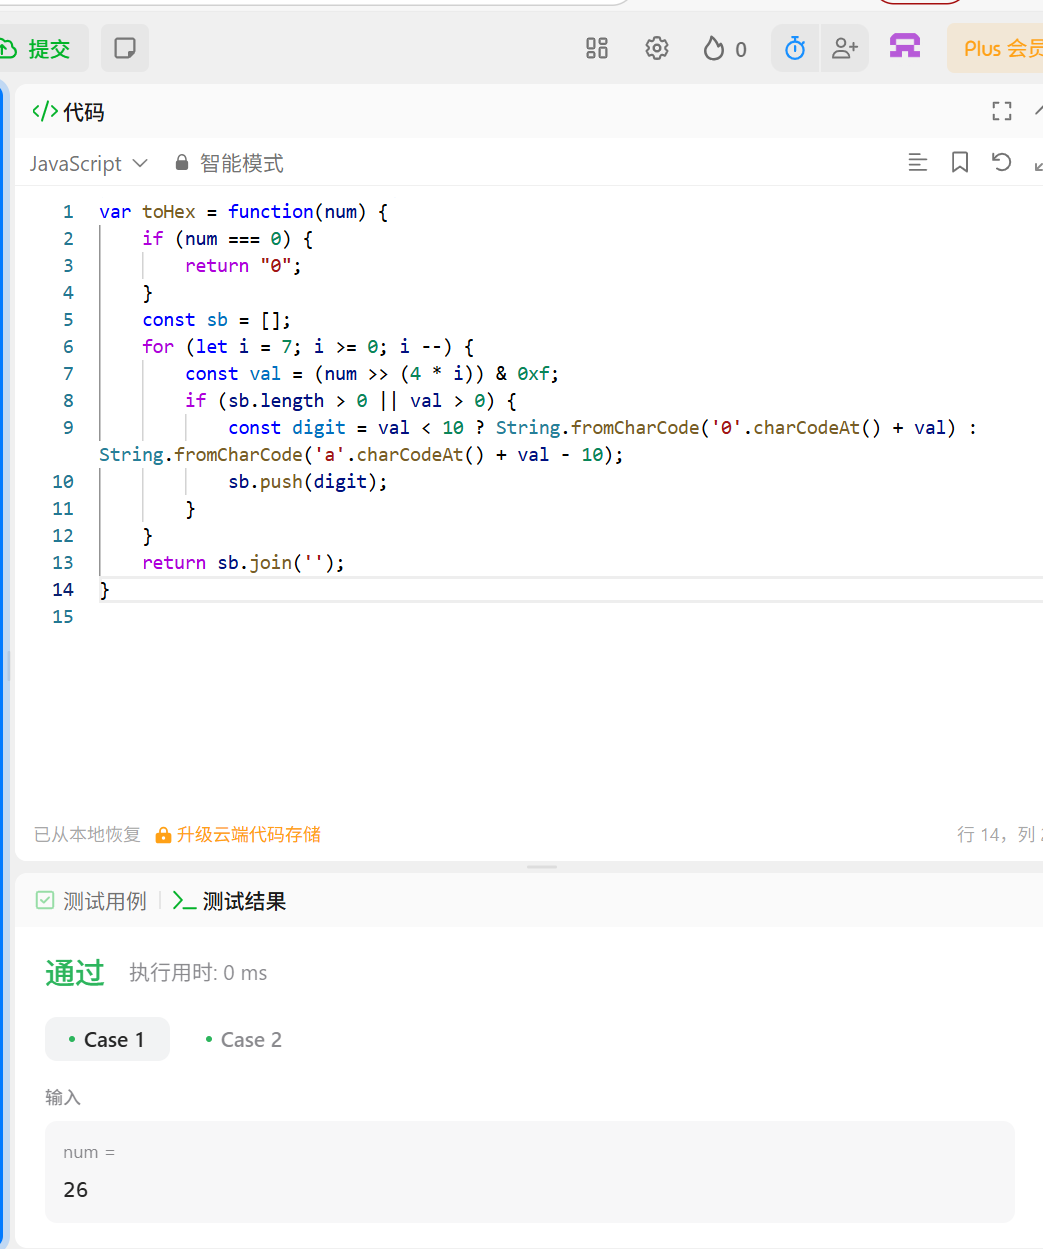 提交
0
Plus 会员
代码
JavaScript
智能模式
1 var toHex = function(num) {
2 if (num === 0) {
3 return "0";
4 }
5 const sb = [];
6 for (let i = 7; i >= 0; i --) {
7 const val = (num >> (4 * i)) & 0xf;
8 if (sb.length > 0 || val > 0) {
9 const digit = val < 10 ? String.fromCharCode('0'.charCodeAt() + val) :
String.fromCharCode('a'.charCodeAt() + val - 10);
10 sb.push(digit);
11 }
12 }
13 return sb.join('');
14 }
15
已从本地恢复 升级云端代码存储 行 14，列
测试用例 测试结果
通过 执行用时: 0 ms
Case 1 Case 2
输入
num =
26